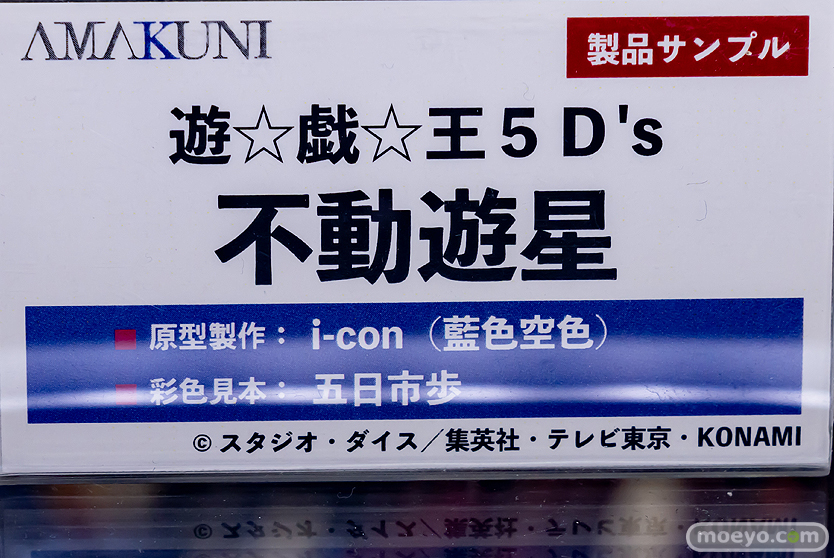 AMAKUNI
製品サンプル
遊☆戯☆王5D's
不動遊星
■ 原型製作： i-con（藍色空色）
■ 彩色見本： 五日市歩
© スタジオ・ダイス／集英社・テレビ東京・KONAMI
moeyo.com